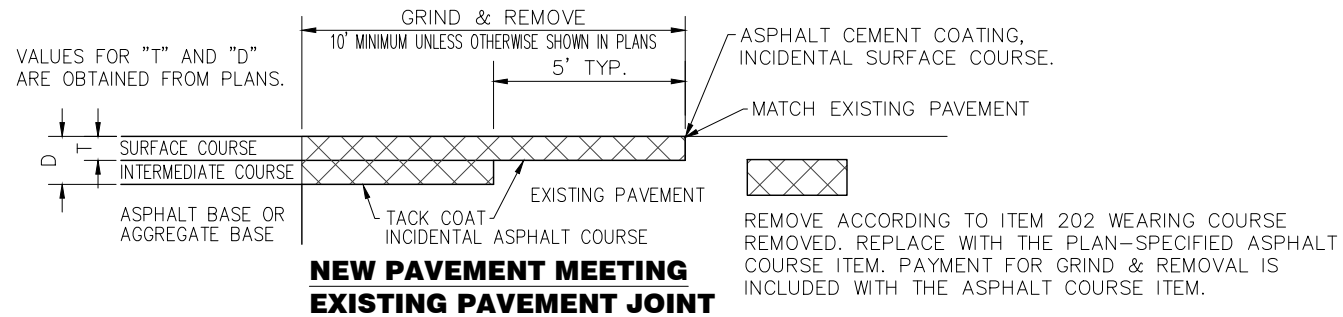 GRIND & REMOVE
10' MINIMUM UNLESS OTHERWISE SHOWN IN PLANS
5' TYP.
VALUES FOR "T" AND "D"
ARE OBTAINED FROM PLANS.
ASPHALT CEMENT COATING,
INCIDENTAL SURFACE COURSE.
MATCH EXISTING PAVEMENT
D
T
SURFACE COURSE
INTERMEDIATE COURSE
ASPHALT BASE OR
AGGREGATE BASE
EXISTING PAVEMENT
TACK COAT
INCIDENTAL ASPHALT COURSE
REMOVE ACCORDING TO ITEM 202 WEARING COURSE
REMOVED. REPLACE WITH THE PLAN-SPECIFIED ASPHALT
COURSE ITEM. PAYMENT FOR GRIND & REMOVAL IS
INCLUDED WITH THE ASPHALT COURSE ITEM.
NEW PAVEMENT MEETING
EXISTING PAVEMENT JOINT